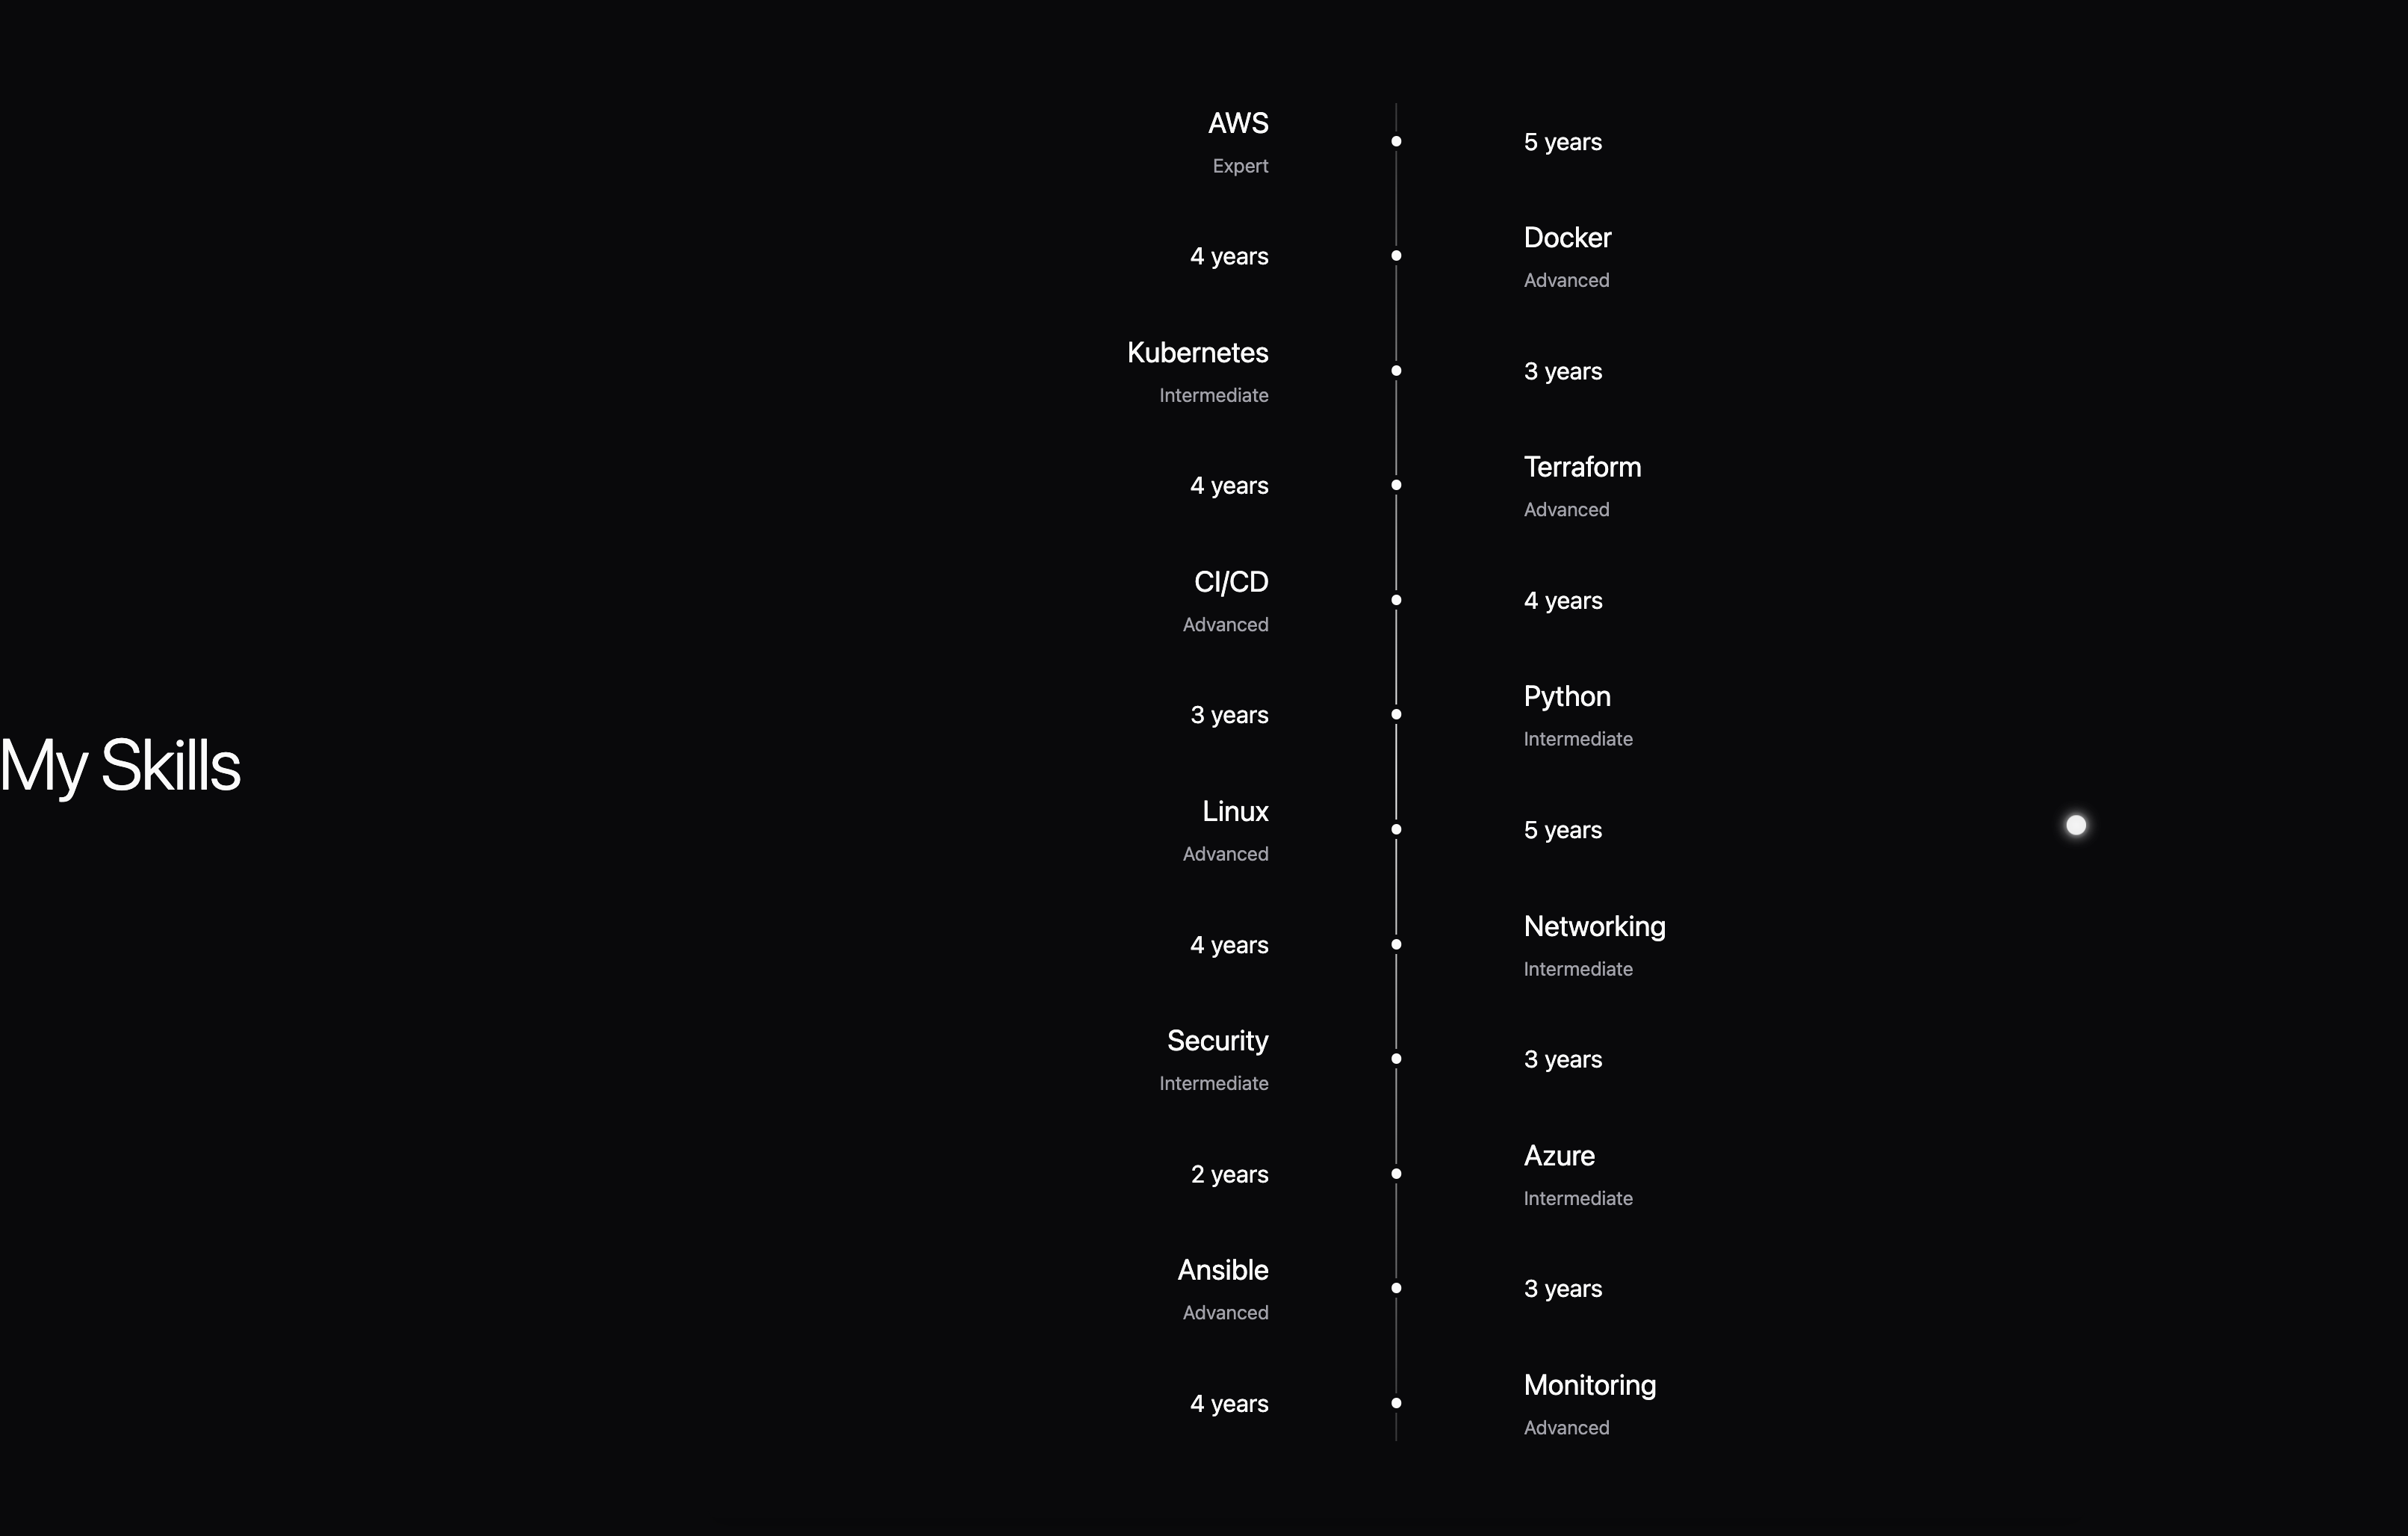 My Skills
AWS
Expert
5 years
4 years
Docker
Advanced
Kubernetes
Intermediate
3 years
4 years
Terraform
Advanced
CI/CD
Advanced
4 years
3 years
Python
Intermediate
Linux
Advanced
5 years
4 years
Networking
Intermediate
Security
Intermediate
3 years
2 years
Azure
Intermediate
Ansible
Advanced
3 years
4 years
Monitoring
Advanced